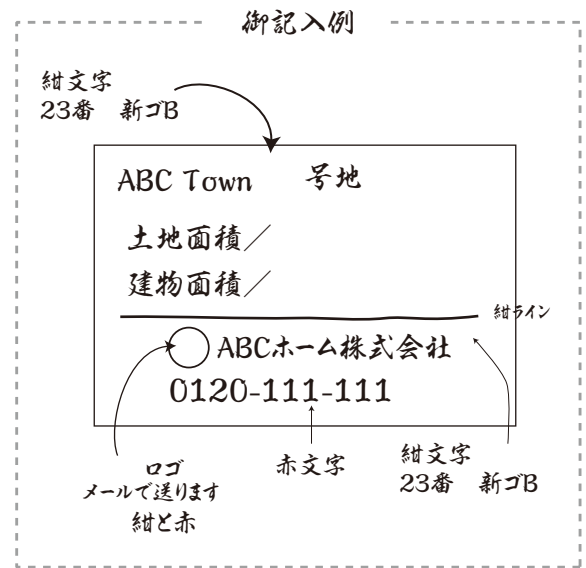 御記入例
紺文字
23番　新ゴB
ABC Town　号地
土地面積／
建物面積／
紺ライン
ABCホーム株式会社
0120-111-111
ロゴ
メールで送ります
紺と赤
赤文字
紺文字
23番　新ゴB